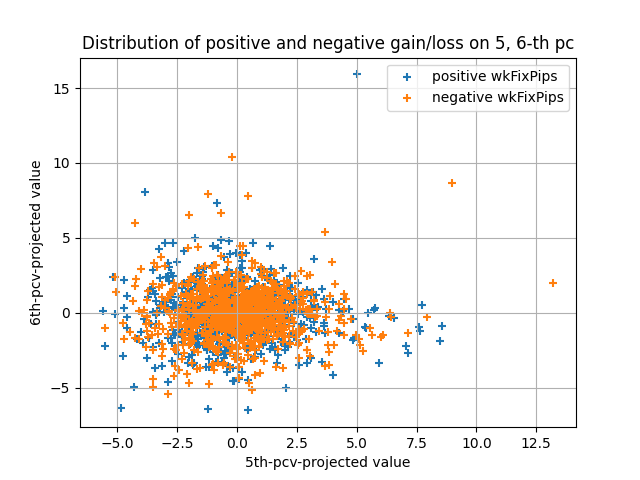 Distribution of positive and negative gain/loss on 5, 6-th pc
positive wkFixPips
negative wkFixPips
15
10
5
0
−5
6th-pcv-projected value
−5.0 −2.5 0.0 2.5 5.0 7.5 10.0 12.5
5th-pcv-projected value